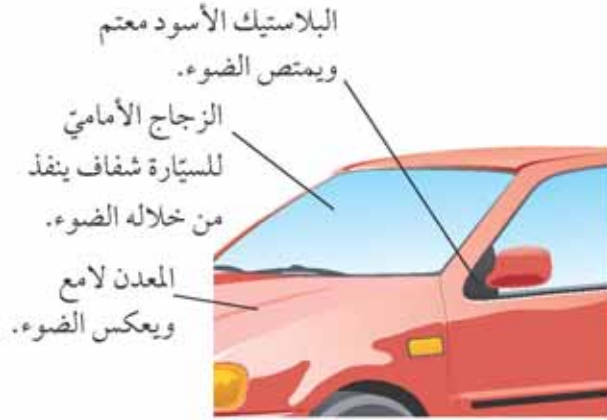 البلاستيك الأسود معتم
ويمتص الضوء.
الزجاج الأماميّ
للسيّارة شفاف ينفذ
من خلاله الضوء.
المعدن لامع
ويعكس الضوء.